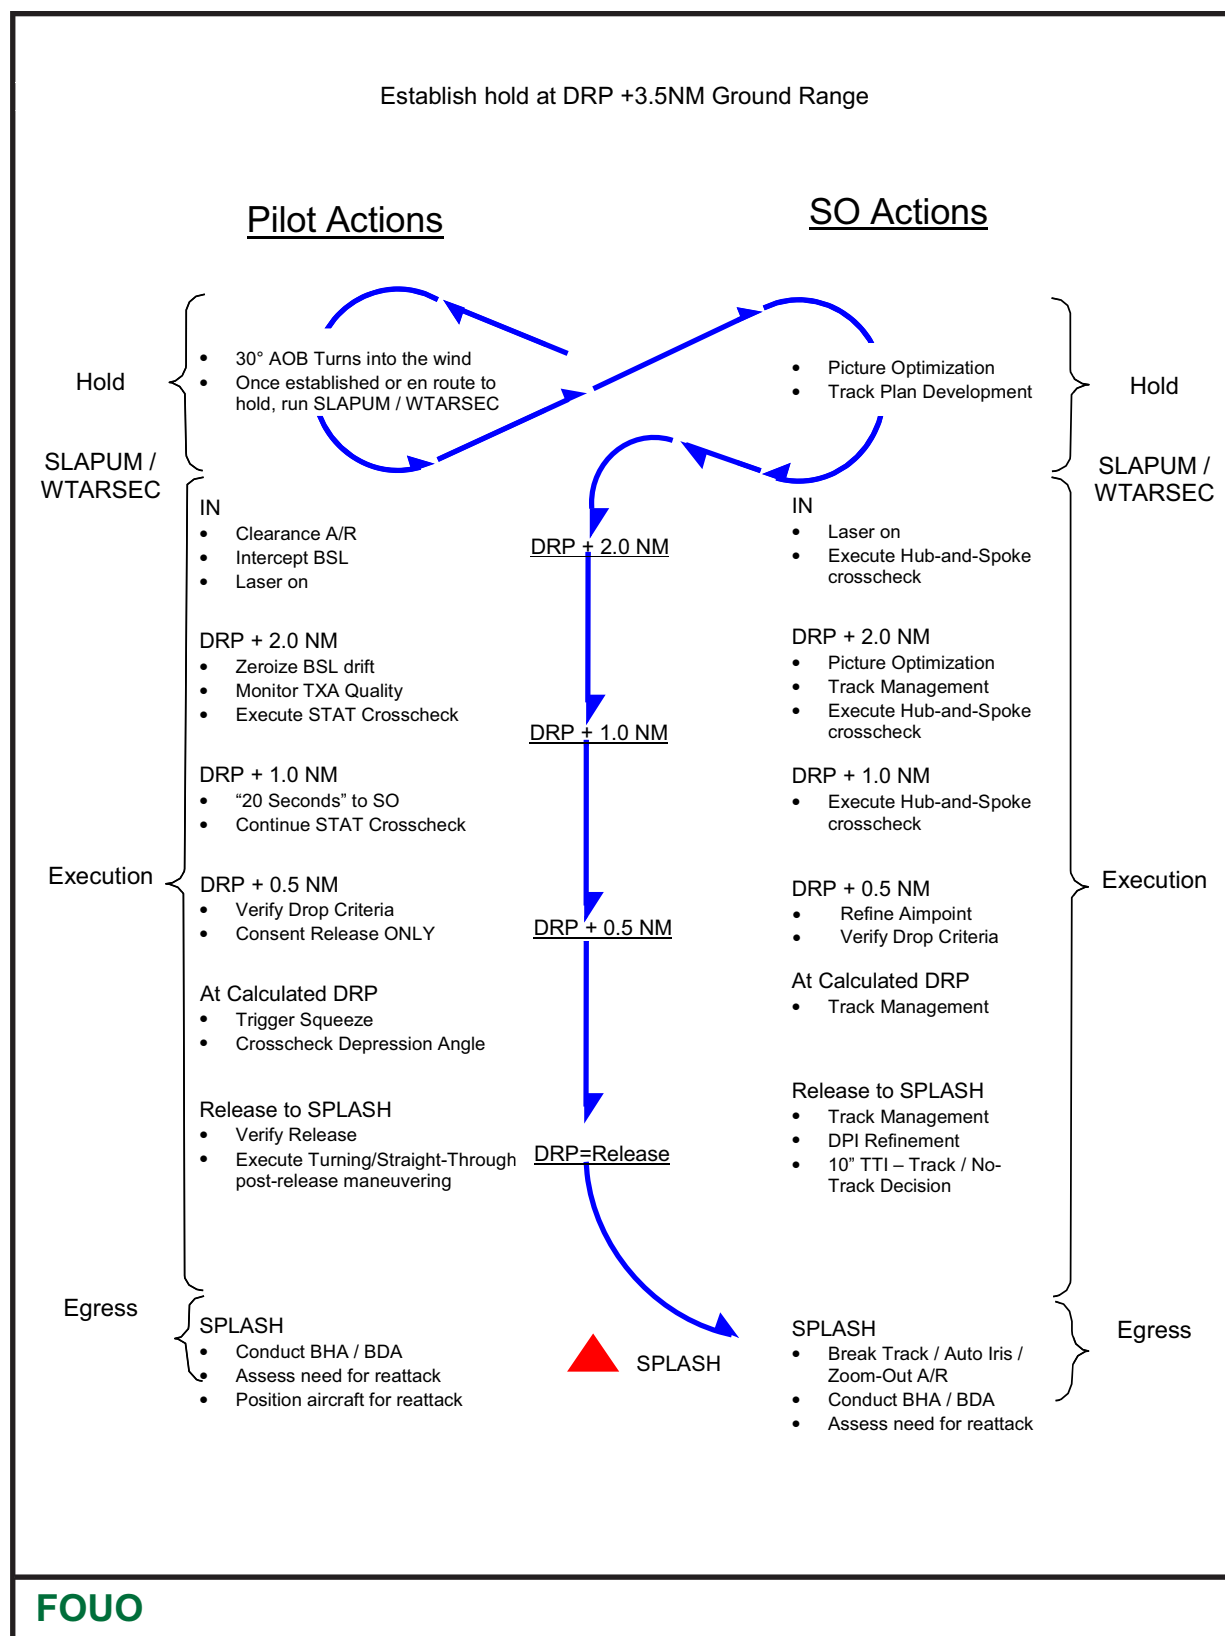 Establish hold at DRP +3.5NM Ground Range
Pilot Actions
Hold
• 30° AOB Turns into the wind
• Once established or en route to
hold, run SLAPUM / WTARSEC
SLAPUM /
WTARSEC
IN
• Clearance A/R
• Intercept BSL
• Laser on
DRP + 2.0 NM
• Zeroize BSL drift
• Monitor TXA Quality
• Execute STAT Crosscheck
DRP + 1.0 NM
• “20 Seconds” to SO
• Continue STAT Crosscheck
Execution
DRP + 0.5 NM
• Verify Drop Criteria
• Consent Release ONLY
At Calculated DRP
• Trigger Squeeze
• Crosscheck Depression Angle
Release to SPLASH
• Verify Release
• Execute Turning/Straight-Through
post-release maneuvering
Egress
SPLASH
• Conduct BHA / BDA
• Assess need for reattack
• Position aircraft for reattack
DRP + 2.0 NM
DRP + 1.0 NM
DRP + 0.5 NM
DRP=Release
SPLASH
SO Actions
• Picture Optimization
• Track Plan Development
Hold
SLAPUM /
WTARSEC
IN
• Laser on
• Execute Hub-and-Spoke
crosscheck
DRP + 2.0 NM
• Picture Optimization
• Track Management
• Execute Hub-and-Spoke
crosscheck
DRP + 1.0 NM
• Execute Hub-and-Spoke
crosscheck
Execution
DRP + 0.5 NM
• Refine Aimpoint
• Verify Drop Criteria
At Calculated DRP
• Track Management
Release to SPLASH
• Track Management
• DPI Refinement
• 10” TTI – Track / No-
Track Decision
Egress
SPLASH
• Break Track / Auto Iris /
Zoom-Out A/R
• Conduct BHA / BDA
• Assess need for reattack
FOUO